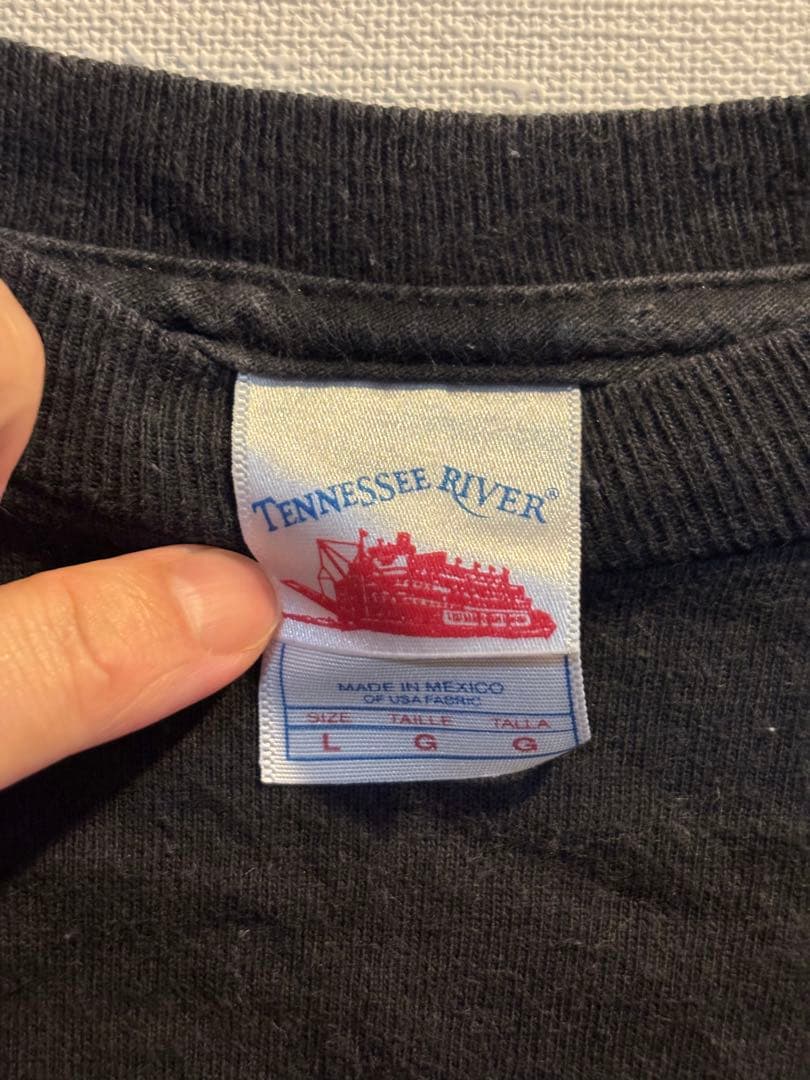 TENNESSEE RIVER®
MADE IN MEXICO
OF USA FABRIC
SIZE TAILLE TALLA
L G G